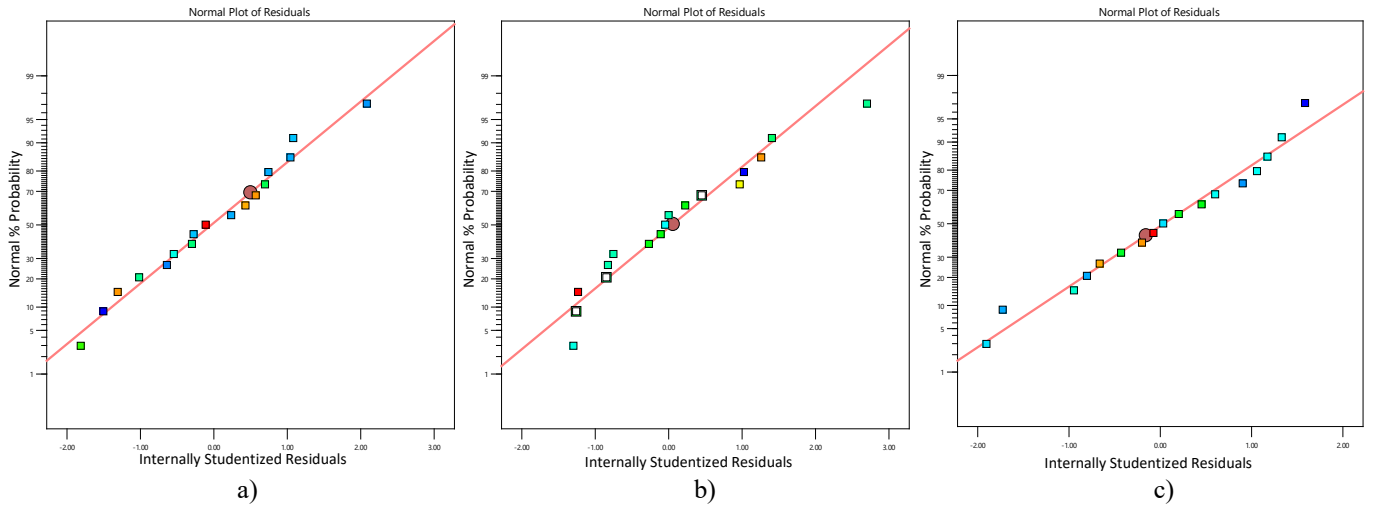 Normal Plot of Residuals
Normal % Probability
99
95
90
80
70
50
30
20
10
5
1
-2.00 -1.00 0.00 1.00 2.00 3.00
Internally Studentized Residuals
a)
Normal Plot of Residuals
Normal % Probability
99
95
90
80
70
50
30
20
10
5
1
-2.00 -1.00 0.00 1.00 2.00 3.00
Internally Studentized Residuals
b)
Normal Plot of Residuals
Normal % Probability
99
95
90
80
70
50
30
20
10
5
1
-2.00 -1.00 0.00 1.00 2.00
Internally Studentized Residuals
c)